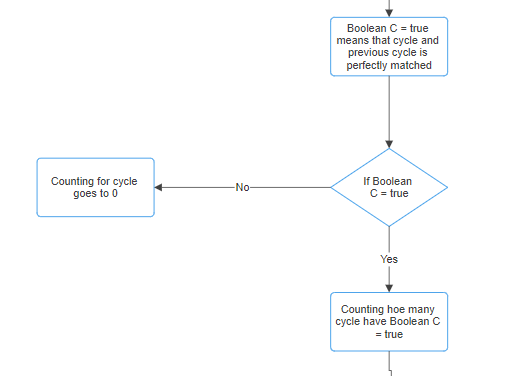 Boolean C = true
means that cycle and
previous cycle is
perfectly matched
If Boolean
C = true
No
Counting for cycle
goes to 0
Yes
Counting hoe many
cycle have Boolean C
= true